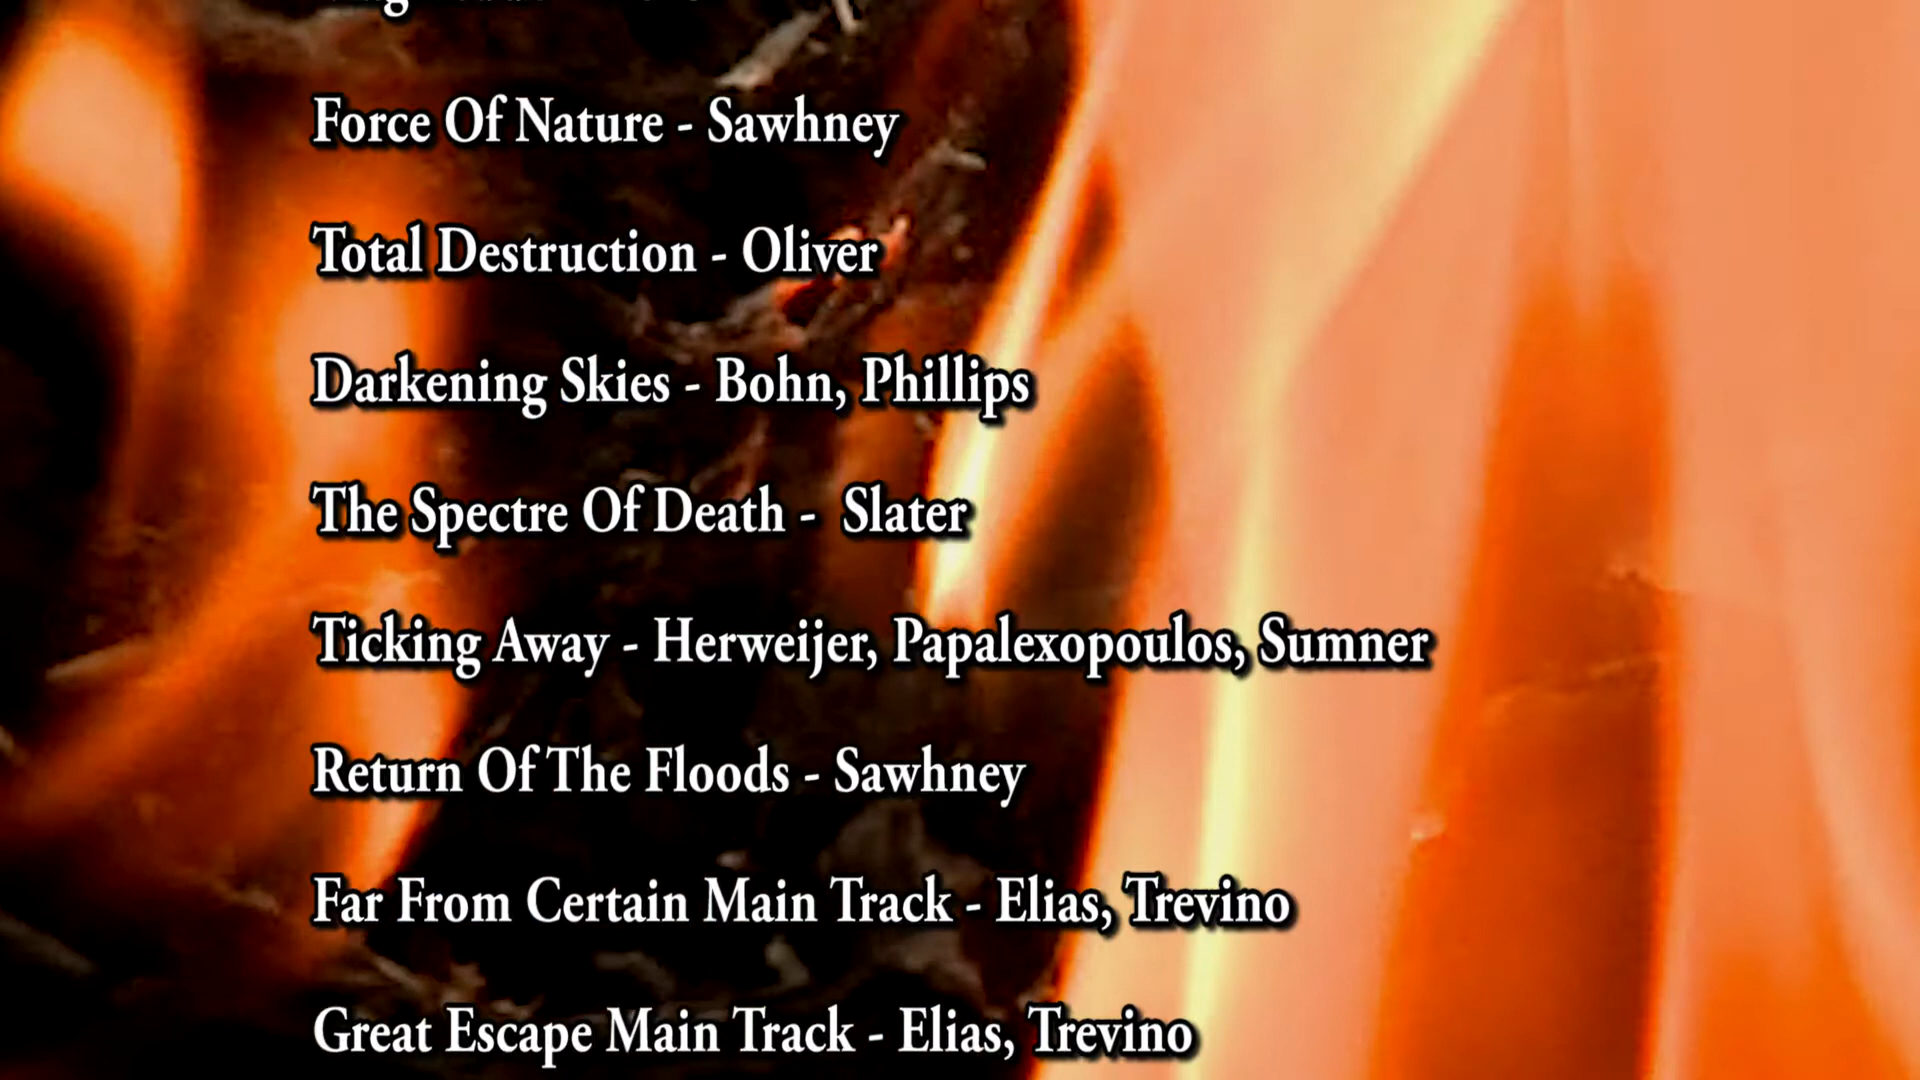 Force Of Nature - Sawhney
Total Destruction - Oliver
Darkening Skies - Bohn, Phillips
The Spectre Of Death -  Slater
Ticking Away - Herweijer, Papalexopoulos, Sumner
Return Of The Floods - Sawhney
Far From Certain Main Track - Elias, Trevino
Great Escape Main Track - Elias, Trevino